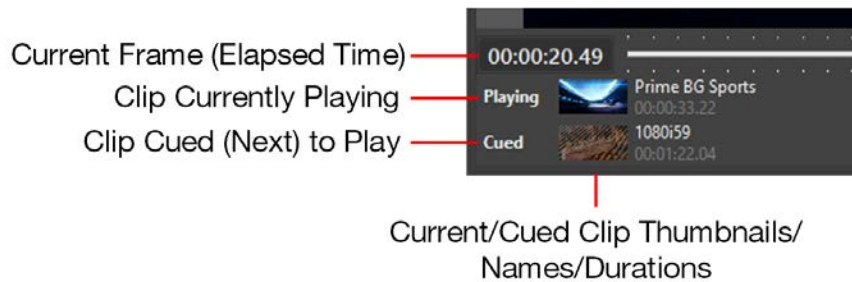 Current Frame (Elapsed Time)
00:00:20.49
Clip Currently Playing
Playing
Prime BG Sports
00:00:33.22
Clip Cued (Next) to Play
Cued
1080i59
00:01:22.04
Current/Cued Clip Thumbnails/
Names/Durations